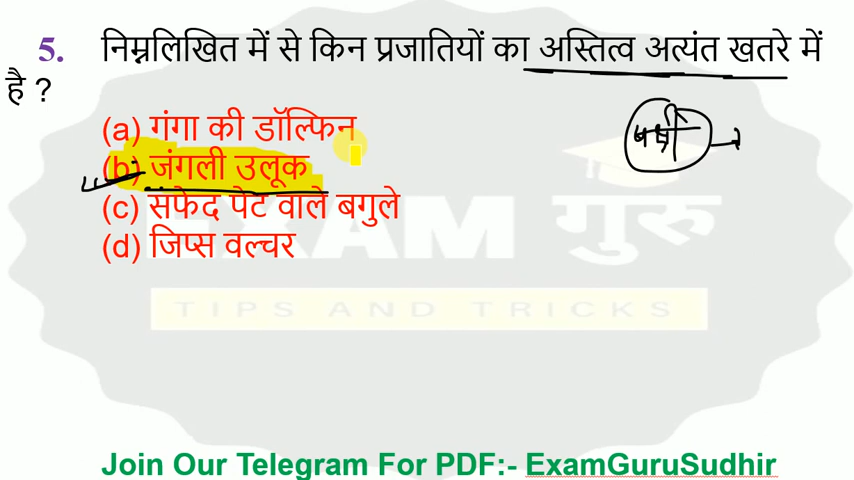 5. निम्नलिखित में से किन प्रजातियों का अस्तित्व अत्यंत खतरे में
है ?
(a) गंगा की डॉल्फिन
(b) जंगली उलूक
(c) सफेद पेट वाले बगुले
(d) जिप्स वल्चर
पक्षी
EXAM गुरु
TIPS AND TRICKS
Join Our Telegram For PDF:- ExamGuruSudhir